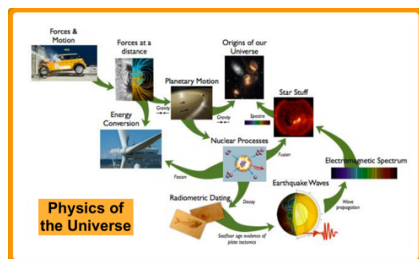 Forces &
Motion
Forces at a
distance
Origins of our
Universe
Planetary Motion
Gravity
Gravity
Star Stuff
Spectra
Energy
Conversion
Gravity
Nuclear Processes
Fusion
Electromagnetic Spectrum
Fission
Radiometric Dating
Decay
Earthquake Waves
Wave
propagation
Physics of
the Universe
Seafloor age evidence of
plate tectonics